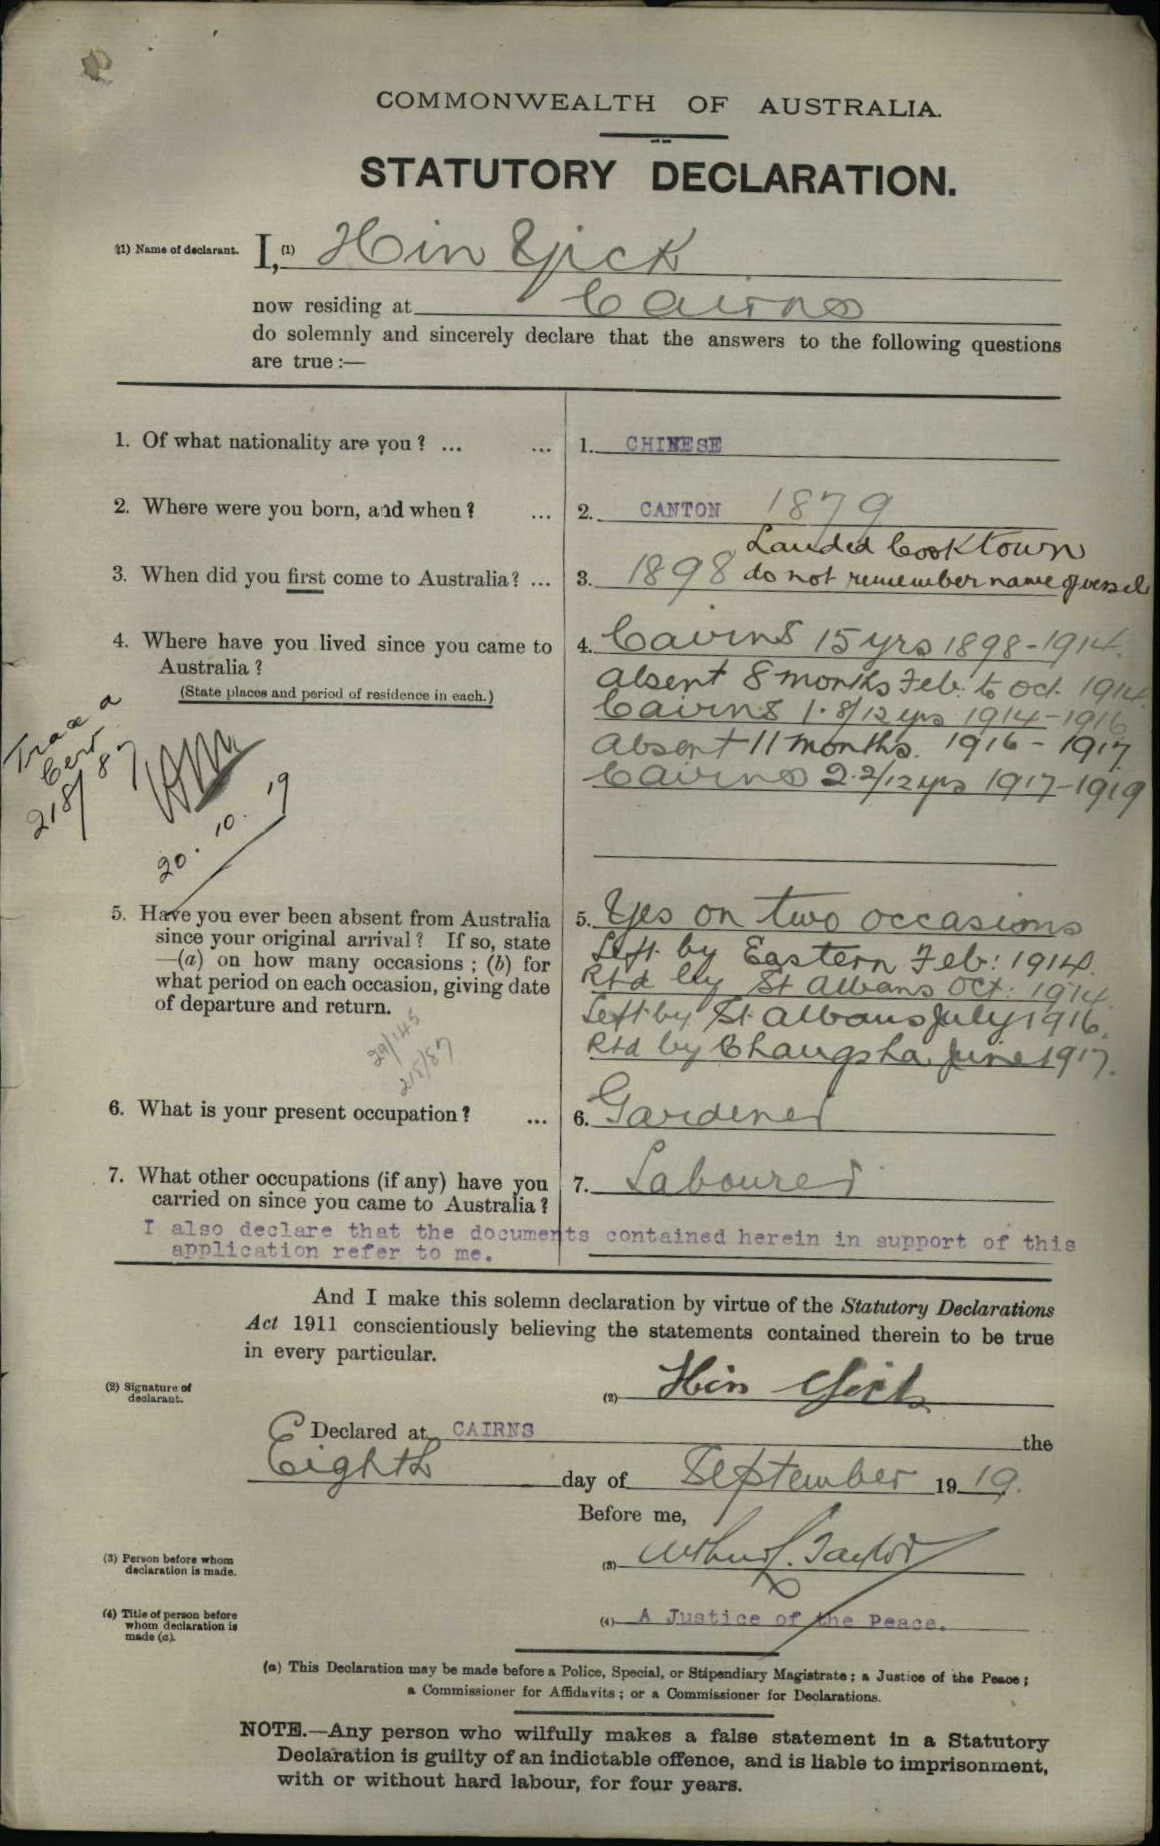 COMMONWEALTH OF AUSTRALIA.
STATUTORY DECLARATION.
(1) Name of declarant. I, (1) Hin Yick
now residing at Cairns
do solemnly and sincerely declare that the answers to the following questions
are true :—
1. Of what nationality are you ? ... ... 1. CHINESE
2. Where were you born, and when ? ... 2. CANTON 1879
Landed Cooktown
3. When did you first come to Australia? ... 3. 1898 do not remember name of vessel
4. Where have you lived since you came to 4. Cairns 15 yrs 1898-1914.
Australia ?
(State places and period of residence in each.)
Absent 8 months Feb. to Oct. 1914.
Cairns 1.8/12 yrs 1914-1916
Absent 11 months. 1916 - 1917
Cairns 2.2/12 yrs 1917-1919
Cert
218/87
20.10.19
5. Have you ever been absent from Australia 5. Yes on two occasions
since your original arrival ? If so, state
—(a) on how many occasions ; (b) for
what period on each occasion, giving date
of departure and return.
Left by Eastern Feb: 1914.
Rtd by St Albans Oct: 1914.
Left by St. Albans July 1916.
Rtd by Changsha June 1917.
29/145
218/87
6. What is your present occupation ? ... 6. Gardener
7. What other occupations (if any) have you 7. Labourer
carried on since you came to Australia ?
I also declare that the documents contained herein in support of this
application refer to me.
And I make this solemn declaration by virtue of the Statutory Declarations
Act 1911 conscientiously believing the statements contained therein to be true
in every particular.
(2) Signature of
declarant.
(2) Hin Yick
Declared at CAIRNS the
Eighth day of September 1919.
Before me,
(3) Person before whom
declaration is made.
(3) Taylor
(4) Title of person before
whom declaration is
made (a).
(4) A Justice of the Peace.
(a) This Declaration may be made before a Police, Special, or Stipendiary Magistrate ; a Justice of the Peace ;
a Commissioner for Affidavits ; or a Commissioner for Declarations.
NOTE.—Any person who wilfully makes a false statement in a Statutory
Declaration is guilty of an indictable offence, and is liable to imprisonment,
with or without hard labour, for four years.